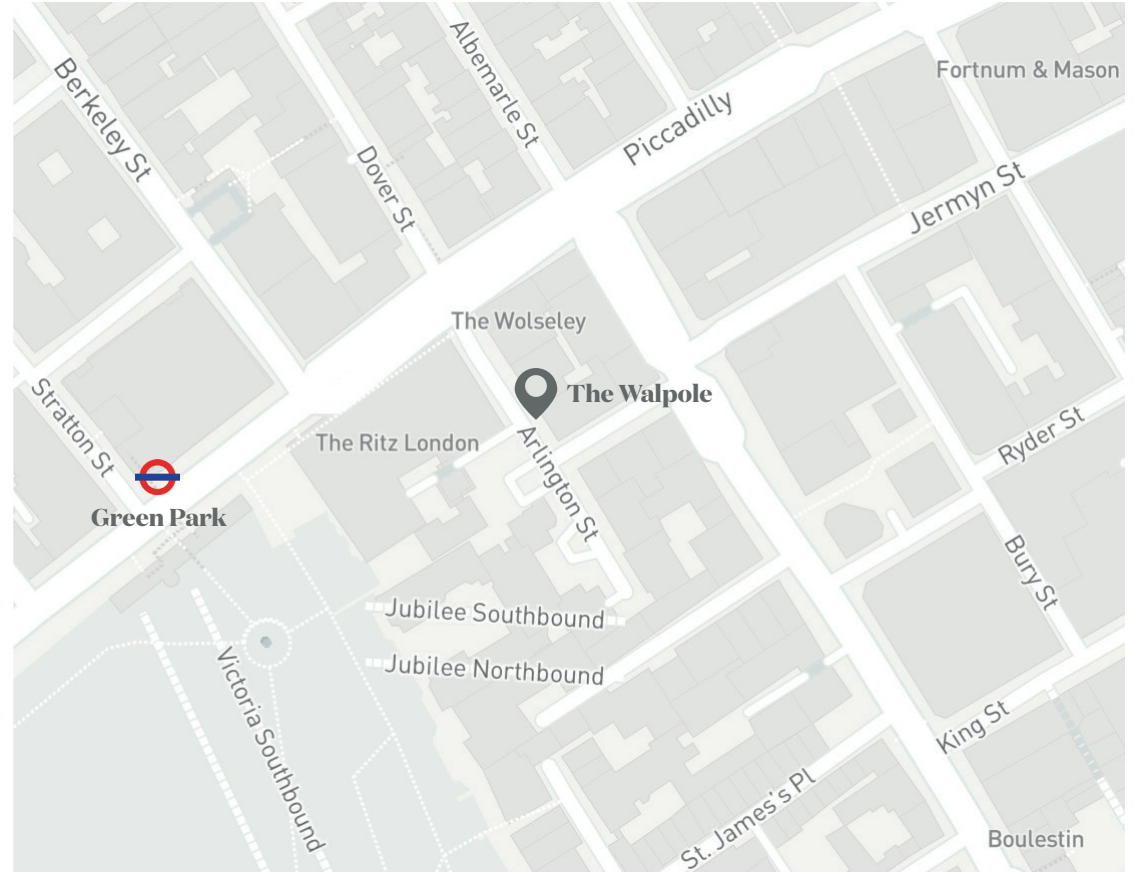 Fortnum & Mason
Albemarle St
Berkeley St
Piccadilly
Dover St
Jermyn St
The Wolseley
The Walpole
Stratton St
The Ritz London
Arlington St
Ryder St
Green Park
Bury St
Jubilee Southbound
Jubilee Northbound
Victoria Southbound
King St
St. James's Pl
Boulestin